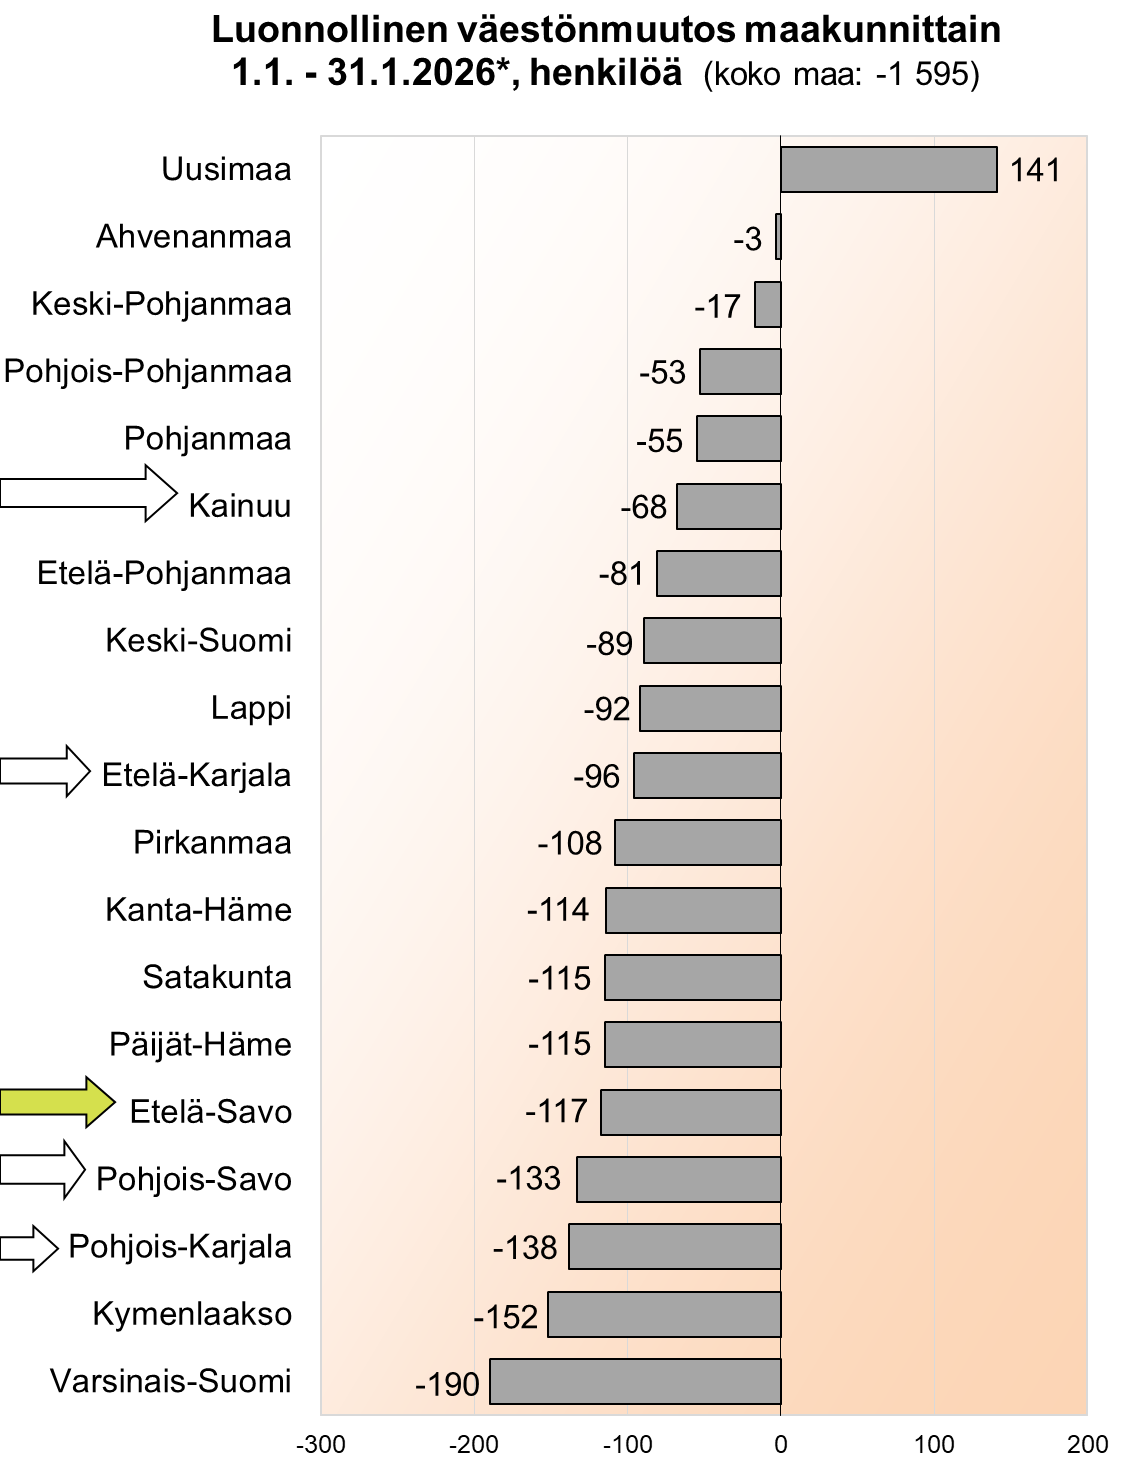 Luonnollinen väestönmuutos maakunnittain
1.1. - 31.1.2026*, henkilöä (koko maa: -1 595)
Uusimaa 141
Ahvenanmaa -3
Keski-Pohjanmaa -17
Pohjois-Pohjanmaa -53
Pohjanmaa -55
Kainuu -68
Etelä-Pohjanmaa -81
Keski-Suomi -89
Lappi -92
Etelä-Karjala -96
Pirkanmaa -108
Kanta-Häme -114
Satakunta -115
Päijät-Häme -115
Etelä-Savo -117
Pohjois-Savo -133
Pohjois-Karjala -138
Kymenlaakso -152
Varsinais-Suomi -190
-300 -200 -100 0 100 200